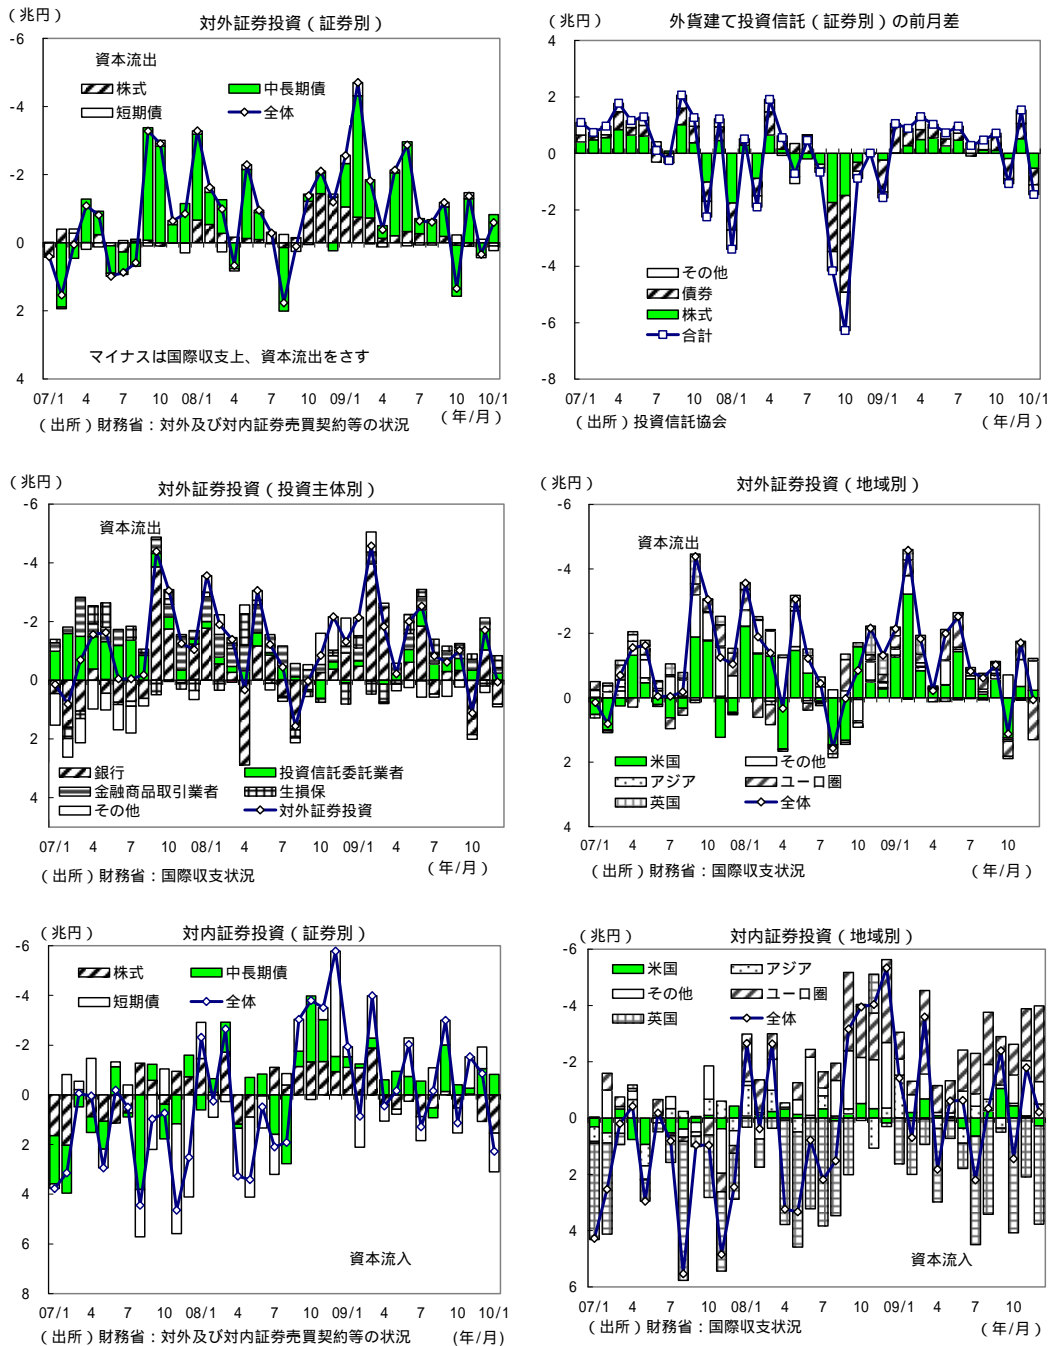 （兆円）
対外証券投資（証券別）
-6
-4
-2
0
2
4
資本流出
株式
中長期債
短期債
全体
マイナスは国際収支上、資本流出をさす
07/1 4 7 10 08/1 4 7 10 09/1 4 7 10 10/1
（年/月）
（出所）財務省：対外及び対内証券売買契約等の状況
（兆円）
外貨建て投資信託（証券別）の前月差
4
2
0
-2
-4
-6
-8
その他
債券
株式
合計
07/1 4 7 10 08/1 4 7 10 09/1 4 7 10 10/1
（年/月）
（出所）投資信託協会
（兆円）
対外証券投資（投資主体別）
-6
-4
-2
0
2
4
資本流出
銀行
投資信託委託業者
金融商品取引業者
生損保
その他
対外証券投資
07/1 4 7 10 08/1 4 7 10 09/1 4 7 10
（年/月）
（出所）財務省：国際収支状況
（兆円）
対外証券投資（地域別）
-6
-4
-2
0
2
4
資本流出
米国
その他
アジア
ユーロ圏
英国
全体
07/1 4 7 10 08/1 4 7 10 09/1 4 7 10
（年/月）
（出所）財務省：国際収支状況
（兆円）
対内証券投資（証券別）
-6
-4
-2
0
2
4
6
8
株式
中長期債
短期債
全体
資本流入
07/1 4 7 10 08/1 4 7 10 09/1 4 7 10 10/1
（出所）財務省：対外及び対内証券売買契約等の状況
(年/月)
（兆円）
対内証券投資（地域別）
-6
-4
-2
0
2
4
6
米国
アジア
その他
ユーロ圏
英国
全体
資本流入
07/1 4 7 10 08/1 4 7 10 09/1 4 7 10
（出所）財務省：国際収支状況
（年/月）